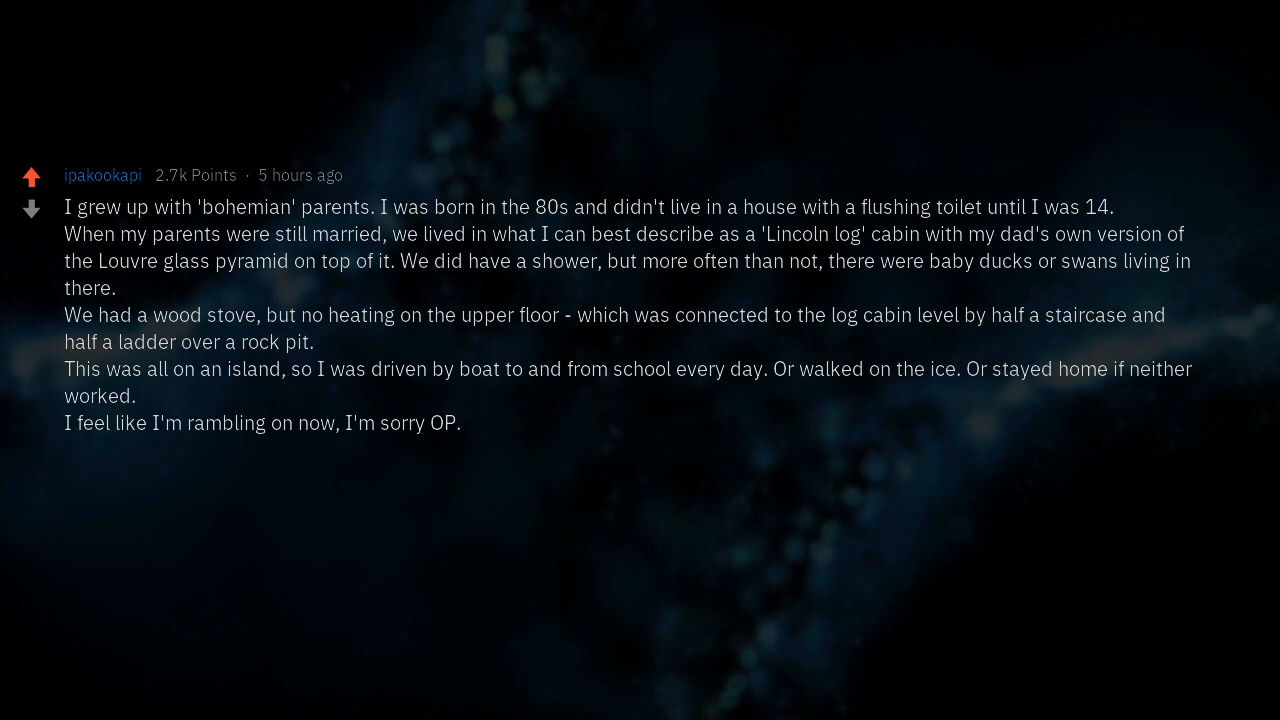 ipakookapi 2.7k Points · 5 hours ago
I grew up with 'bohemian' parents. I was born in the 80s and didn't live in a house with a flushing toilet until I was 14.
When my parents were still married, we lived in what I can best describe as a 'Lincoln log' cabin with my dad's own version of
the Louvre glass pyramid on top of it. We did have a shower, but more often than not, there were baby ducks or swans living in
there.
We had a wood stove, but no heating on the upper floor - which was connected to the log cabin level by half a staircase and
half a ladder over a rock pit.
This was all on an island, so I was driven by boat to and from school every day. Or walked on the ice. Or stayed home if neither
worked.
I feel like I'm rambling on now, I'm sorry OP.